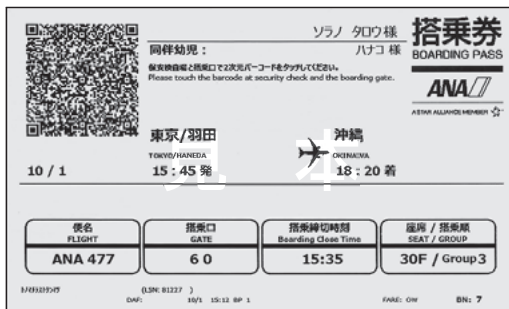 ソラノ タロウ様
同伴幼児： ハナコ 様
搭乗券
BOARDING PASS
保安検査場と搭乗口で2次元バーコードをタッチしてください。
Please touch the barcode at security check and the boarding gate.
ANA
A STAR ALLIANCE MEMBER
東京/羽田 沖縄
TOKYO/HANEDA OKINAWA
10 / 1 15：45 発 18：20 着
見本
便名 搭乗口 搭乗締切時刻 座席 / 搭乗順
FLIGHT GATE Boarding Close Time SEAT / GROUP
ANA 477 60 15:35 30F / Group3
(LSN: 81227 )
DAF: 10/1 15:12 BP 1 FARE: OW BN: 7